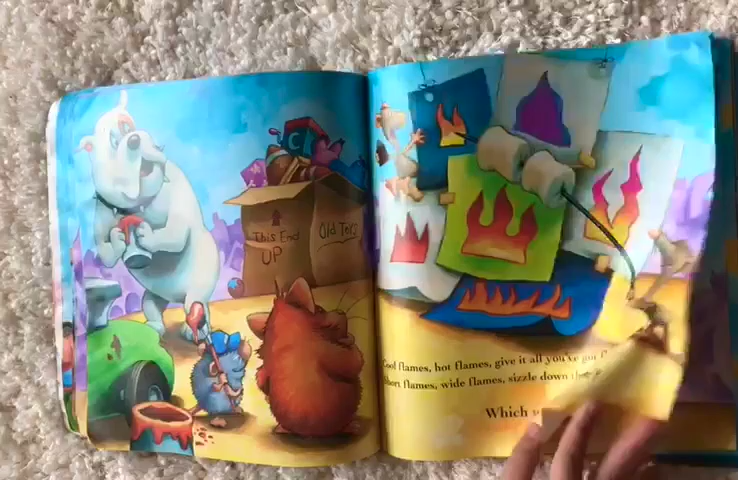 This End
UP
Old Toys
Cool flames, hot flames, give it all you've got
Short flames, wide flames, sizzle down
Which